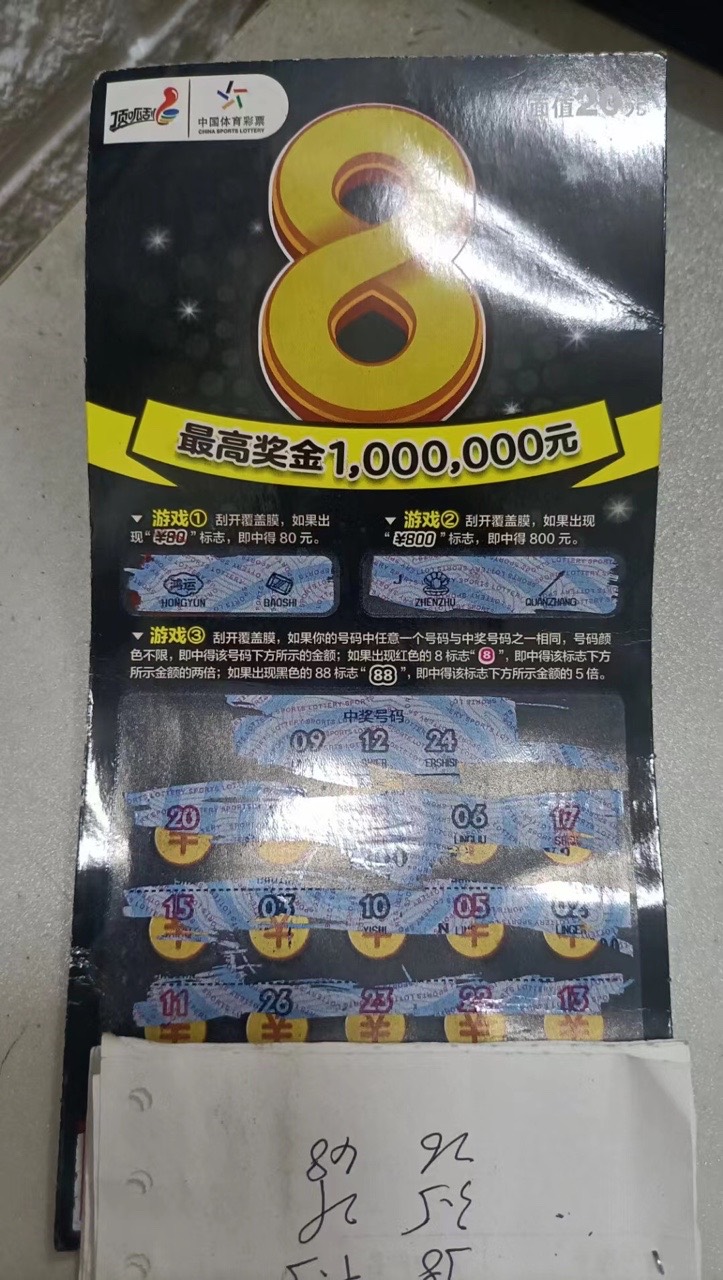 顶呱刮 中国体育彩票
CHINA SPORTS LOTTERY
面值20元
8
最高奖金1,000,000元
游戏① 刮开覆盖膜,如果出
现“¥80”标志,即中得 80 元。
游戏② 刮开覆盖膜,如果出现
“¥800”标志,即中得 800 元。
鸿运
HONGYUN BAOSHI
ZHENZHU QUANZHANG
游戏③ 刮开覆盖膜,如果你的号码中任意一个号码与中奖号码之一相同,号码颜
色不限,即中得该号码下方所示的金额;如果出现红色的 8 标志“8”,即中得该标志下方
所示金额的两倍;如果出现黑色的 88 标志“88”,即中得该标志下方所示金额的 5 倍。
中奖号码
09 12 24
ERSHISI
20 06 17
LINGLIU
15 10 05
YISHI
11 26 23 22 13